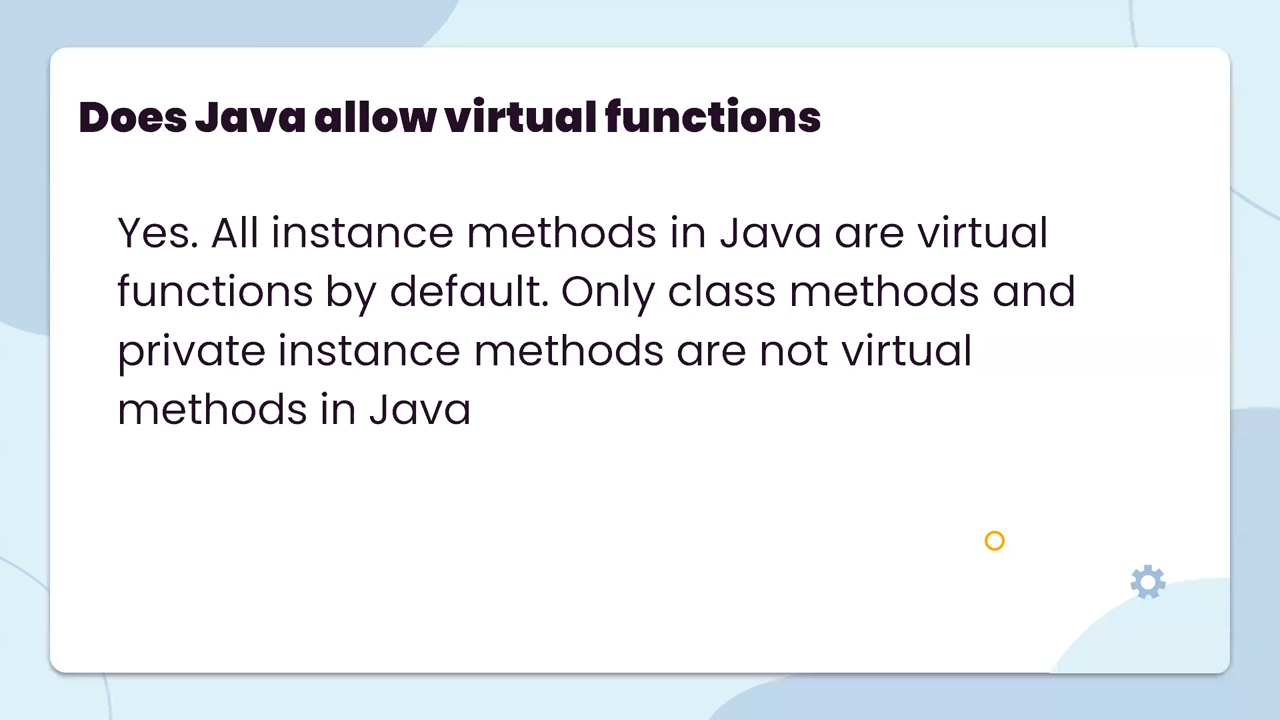 Does Java allow virtual functions
Yes. All instance methods in Java are virtual
functions by default. Only class methods and
private instance methods are not virtual
methods in Java